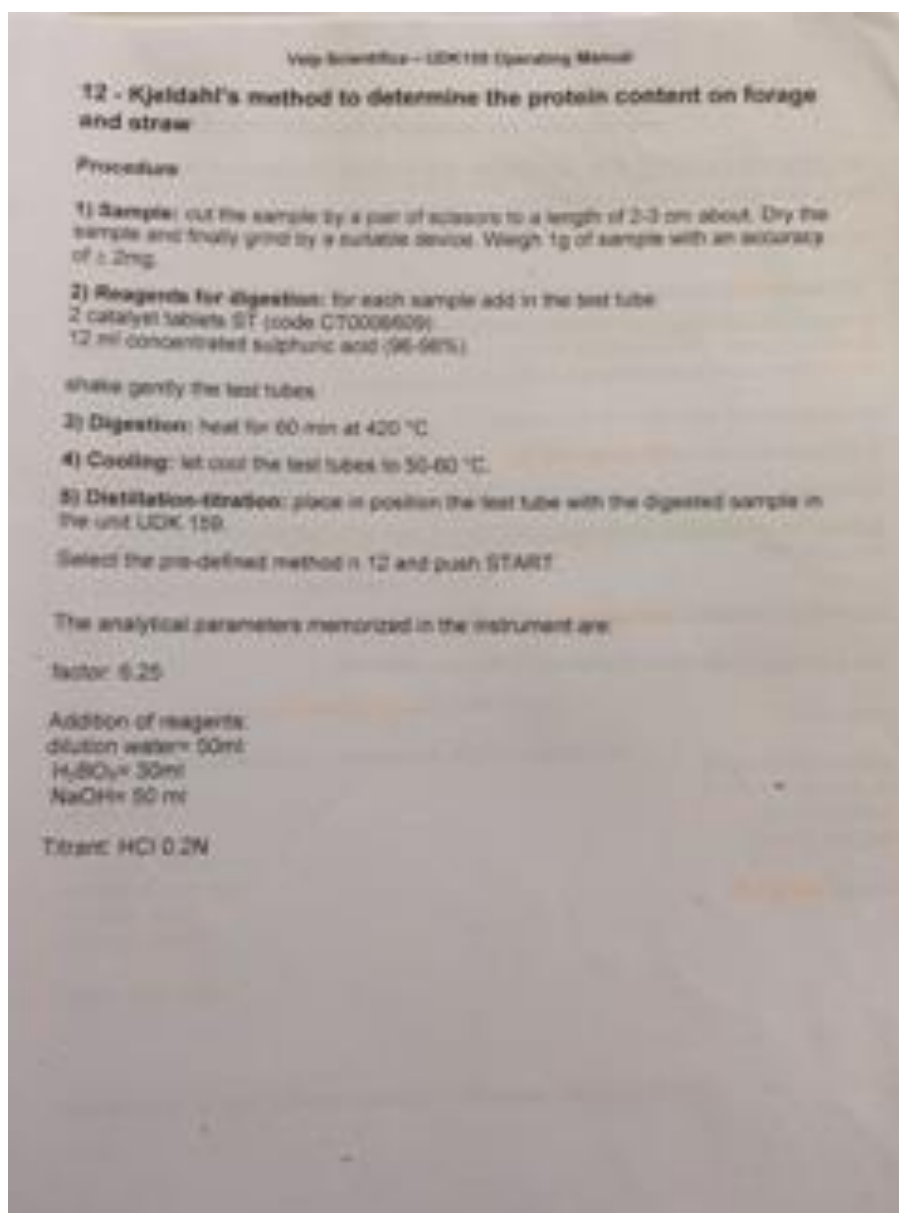 Velp Scientifica – UDK159 Operating Manual
12 - Kjeldahl's method to determine the protein content on forage
and straw
Procedure
1) Sample: cut the sample by a pair of scissors to a length of 2-3 cm about. Dry the
sample and finally grind by a suitable device. Weigh 1g of sample with an accuracy
of ± 2mg.
2) Reagents for digestion: for each sample add in the test tube:
2 catalyst tablets ST (code
12 ml concentrated sulphuric acid (96-98%)
shake gently the test tubes
3) Digestion: heat for 60 min at 420 °C
4) Cooling: let cool the test tubes to 50-60 °C.
5) Distillation-titration: place in position the test tube with the digested sample in
the unit UDK 159.
Select the pre-defined method n 12 and push START
The analytical parameters memorized in the instrument are:
factor: 6.25
Addition of reagents:
dilution water= 50ml
H₃BO₃= 30ml
NaOH= 50 ml
Titrant: HCl 0.2N